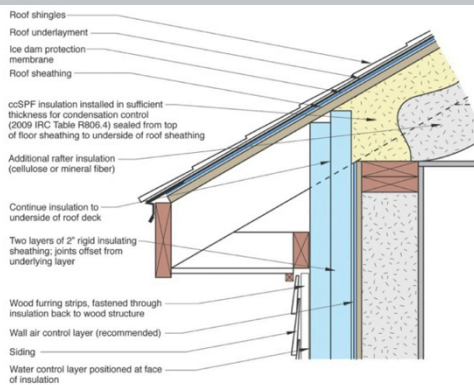 Roof shingles
Roof underlayment
Ice dam protection
membrane
Roof sheathing
ccSPF insulation installed in sufficient
thickness for condensation control
(2009 IRC Table R806.4) sealed from top
of floor sheathing to underside of roof sheathing
Additional rafter insulation
(cellulose or mineral fiber)
Continue insulation to
underside of roof deck
Two layers of 2" rigid insulating
sheathing; joints offset from
underlying layer
Wood furring strips, fastened through
insulation back to wood structure
Wall air control layer (recommended)
Siding
Water control layer positioned at face
of insulation